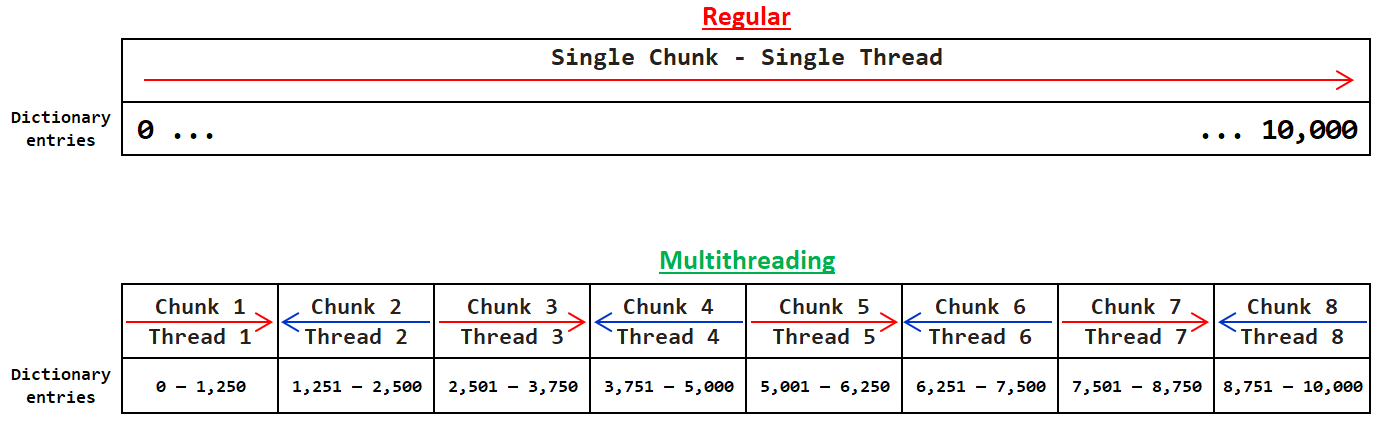 Regular
Single Chunk - Single Thread
Dictionary entries
0 ... ... 10,000
Multithreading
Chunk 1 Chunk 2 Chunk 3 Chunk 4 Chunk 5 Chunk 6 Chunk 7 Chunk 8
Thread 1 Thread 2 Thread 3 Thread 4 Thread 5 Thread 6 Thread 7 Thread 8
Dictionary entries
0 – 1,250 1,251 – 2,500 2,501 – 3,750 3,751 – 5,000 5,001 – 6,250 6,251 – 7,500 7,501 – 8,750 8,751 – 10,000